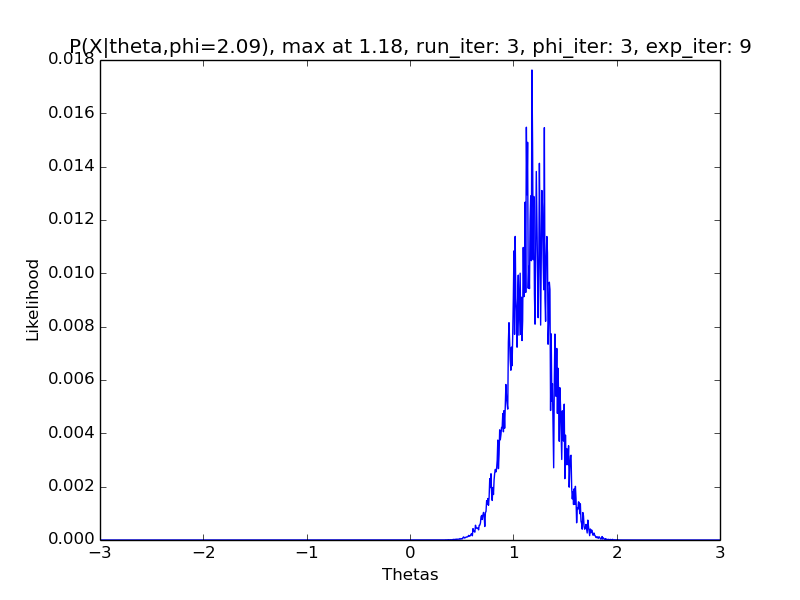 P(X|theta,phi=2.09), max at 1.18, run_iter: 3, phi_iter: 3, exp_iter: 9
0.018
0.016
0.014
0.012
0.010
0.008
0.006
0.004
0.002
0.000
Likelihood
−3 −2 −1 0 1 2 3
Thetas